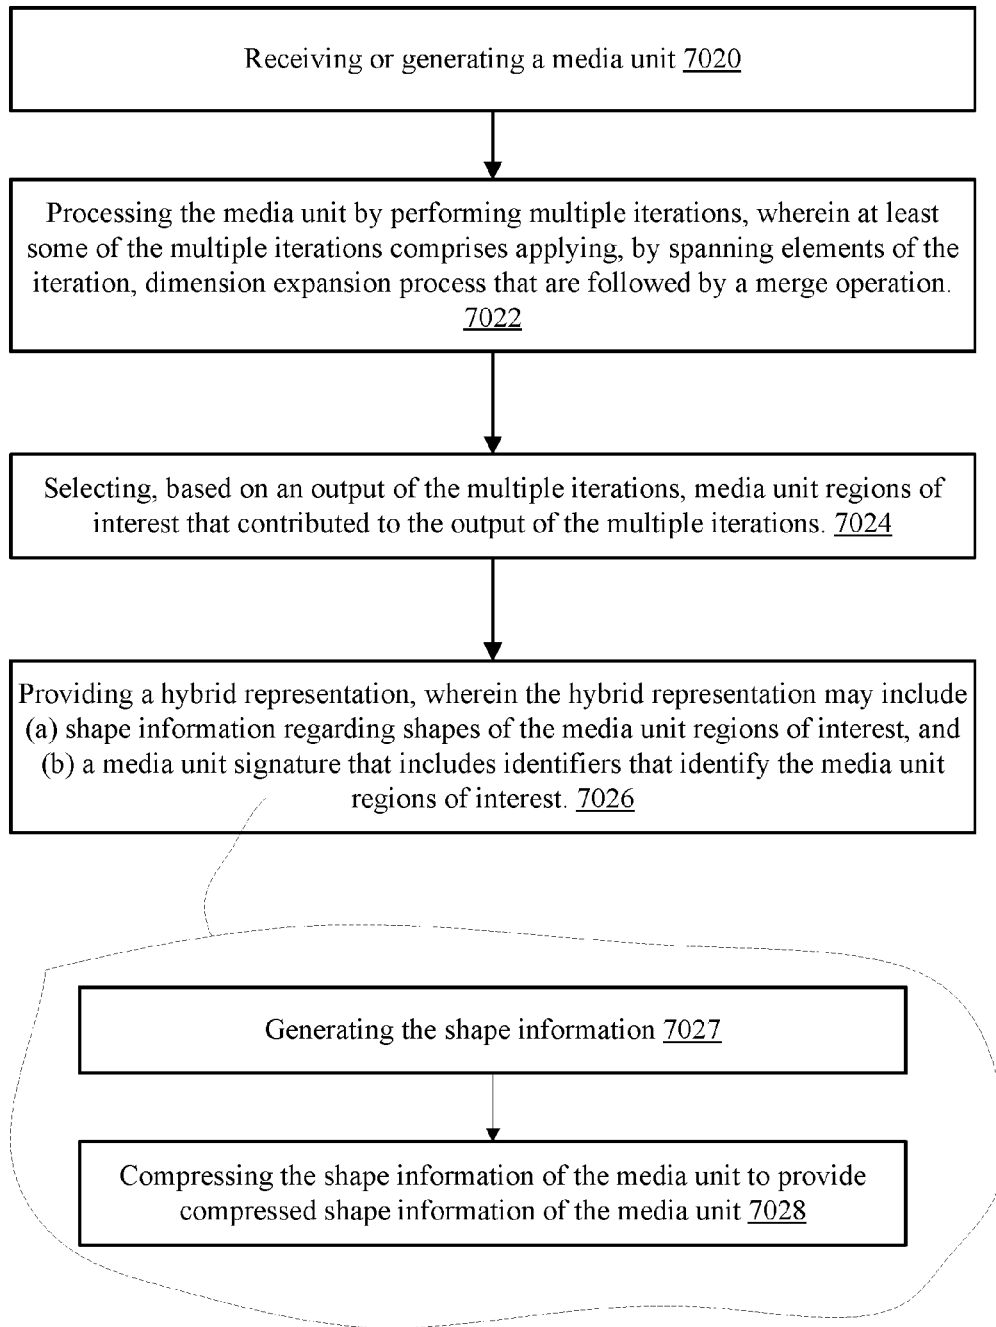 Receiving or generating a media unit 7020
Processing the media unit by performing multiple iterations, wherein at least
some of the multiple iterations comprises applying, by spanning elements of the
iteration, dimension expansion process that are followed by a merge operation.
7022
Selecting, based on an output of the multiple iterations, media unit regions of
interest that contributed to the output of the multiple iterations. 7024
Providing a hybrid representation, wherein the hybrid representation may include
(a) shape information regarding shapes of the media unit regions of interest, and
(b) a media unit signature that includes identifiers that identify the media unit
regions of interest. 7026
Generating the shape information 7027
Compressing the shape information of the media unit to provide
compressed shape information of the media unit 7028